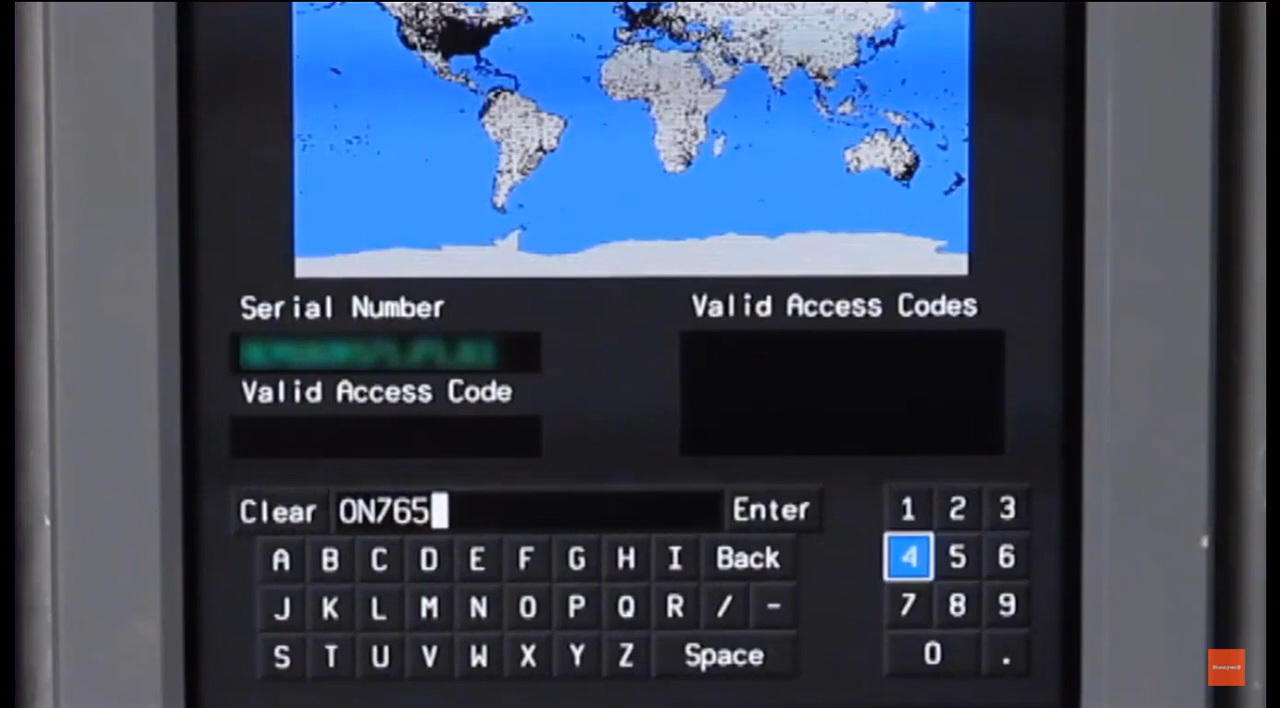 Serial Number
Valid Access Codes
Valid Access Code
Clear ON765 Enter
1 2 3
A B C D E F G H I Back
4 5 6
J K L M N O P Q R / -
7 8 9
S T U V W X Y Z Space
0 .
Honeywell